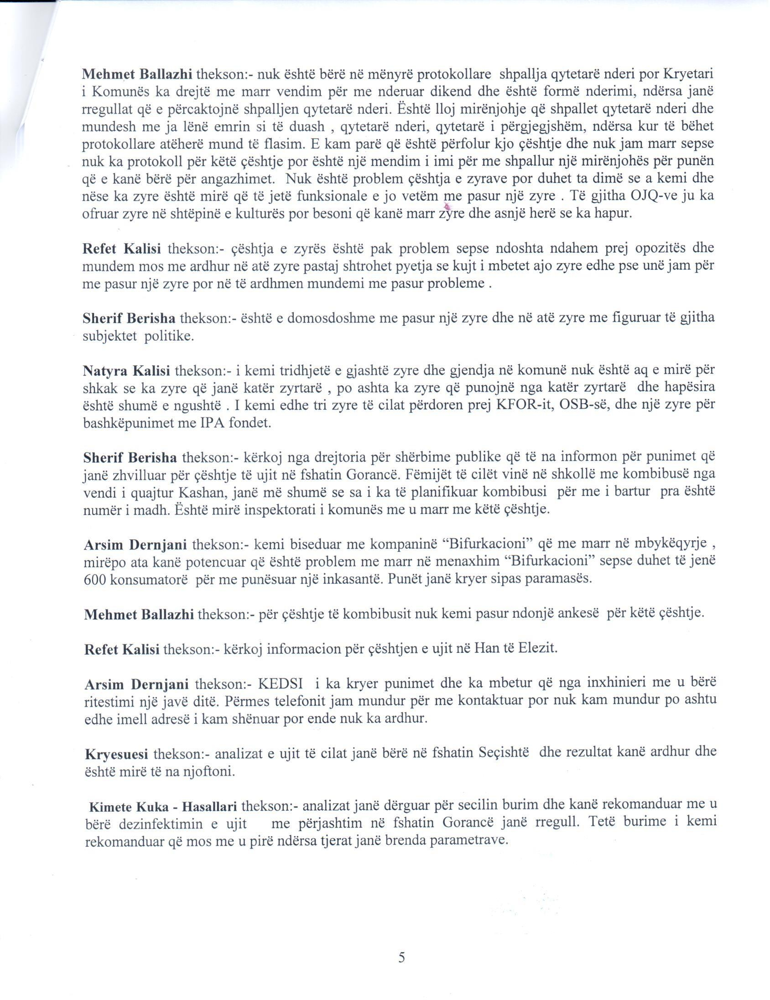 Mehmet Ballazhi thekson:- nuk është bërë në mënyrë protokollare shpallja qytetarë nderi por Kryetari
i Komunës ka drejtë me marr vendim për me nderuar dikend dhe është formë nderimi, ndërsa janë
rregullat që e përcaktojnë shpalljen qytetarë nderi. Është lloj mirënjohje që shpallet qytetarë nderi dhe
mundesh me ja lënë emrin si të duash , qytetarë nderi, qytetarë i përgjegjshëm, ndërsa kur të bëhet
protokollare atëherë mund të flasim. E kam parë që është përfolur kjo çështje dhe nuk jam marr sepse
nuk ka protokoll për këtë çështje por është një mendim i imi për me shpallur një mirënjohës për punën
që e kanë bërë për angazhimet. Nuk është problem çështja e zyrave por duhet ta dimë se a kemi dhe
nëse ka zyre është mirë që të jetë funksionale e jo vetëm me pasur një zyre . Të gjitha OJQ-ve ju ka
ofruar zyre në shtëpinë e kulturës por besoni që kanë marr zyre dhe asnjë herë se ka hapur.
Refet Kalisi thekson:- çështja e zyrës është pak problem sepse ndoshta ndahem prej opozitës dhe
mundem mos me ardhur në atë zyre pastaj shtrohet pyetja se kujt i mbetet ajo zyre edhe pse unë jam për
me pasur një zyre por në të ardhmen mundemi me pasur probleme .
Sherif Berisha thekson:- është e domosdoshme me pasur një zyre dhe në atë zyre me figuruar të gjitha
subjektet politike.
Natyra Kalisi thekson:- i kemi tridhjetë e gjashtë zyre dhe gjendja në komunë nuk është aq e mirë për
shkak se ka zyre që janë katër zyrtarë , po ashta ka zyre që punojnë nga katër zyrtarë dhe hapësira
është shumë e ngushtë . I kemi edhe tri zyre të cilat përdoren prej KFOR-it, OSB-së, dhe një zyre për
bashkëpunimet me IPA fondet.
Sherif Berisha thekson:- kërkoj nga drejtoria për shërbime publike që të na informon për punimet që
janë zhvilluar për çështje të ujit në fshatin Gorancë. Fëmijët të cilët vinë në shkollë me kombibusë nga
vendi i quajtur Kashan, janë më shumë se sa i ka të planifikuar kombibusi për me i bartur pra është
numër i madh. Është mirë inspektorati i komunës me u marr me këtë çështje.
Arsim Dernjani thekson:- kemi biseduar me kompaninë “Bifurkacioni” që me marr në mbykëqyrje ,
mirëpo ata kanë potencuar që është problem me marr në menaxhim “Bifurkacioni” sepse duhet të jenë
600 konsumatorë për me punësuar një inkasantë. Punët janë kryer sipas paramasës.
Mehmet Ballazhi thekson:- për çështje të kombibusit nuk kemi pasur ndonjë ankesë për këtë çështje.
Refet Kalisi thekson:- kërkoj informacion për çështjen e ujit në Han të Elezit.
Arsim Dernjani thekson:- KEDSI i ka kryer punimet dhe ka mbetur që nga inxhinieri me u bërë
ritestimi një javë ditë. Përmes telefonit jam mundur për me kontaktuar por nuk kam mundur po ashtu
edhe imell adresë i kam shënuar por ende nuk ka ardhur.
Kryesuesi thekson:- analizat e ujit të cilat janë bërë në fshatin Seçishtë dhe rezultat kanë ardhur dhe
është mirë të na njoftoni.
Kimete Kuka - Hasallari thekson:- analizat janë dërguar për secilin burim dhe kanë rekomanduar me u
bërë dezinfektimin e ujit me përjashtim në fshatin Gorancë janë rregull. Tetë burime i kemi
rekomanduar që mos me u pirë ndërsa tjerat janë brenda parametrave.
5